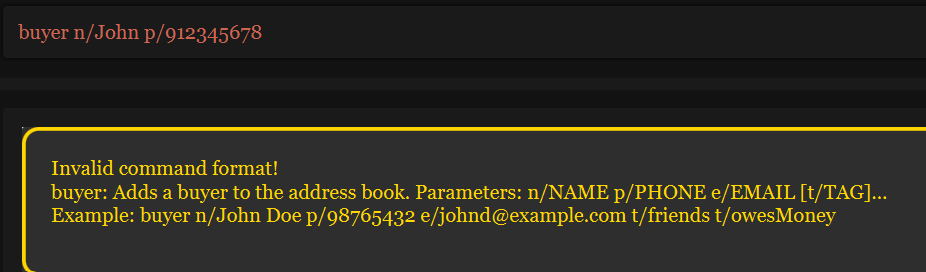 buyer n/John p/912345678
Invalid command format!
buyer: Adds a buyer to the address book. Parameters: n/NAME p/PHONE e/EMAIL [t/TAG]...
Example: buyer n/John Doe p/98765432 e/johnd@example.com t/friends t/owesMoney